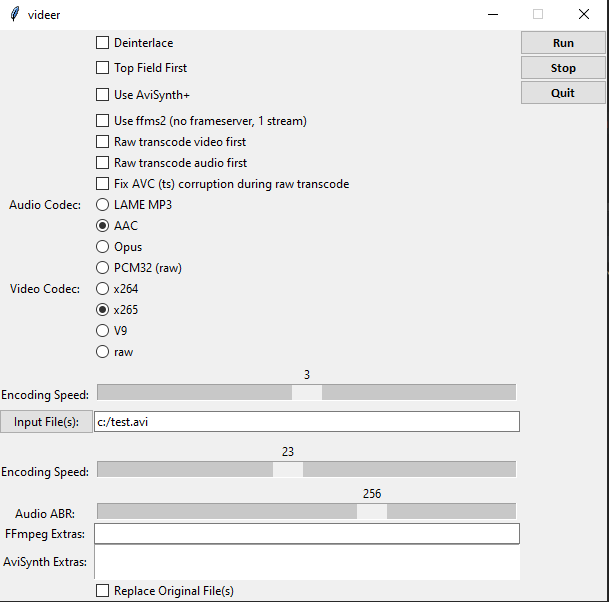 videer
Deinterlace
Run
Top Field First
Stop
Use AviSynth+
Quit
Use ffms2 (no frameserver, 1 stream)
Raw transcode video first
Raw transcode audio first
Fix AVC (ts) corruption during raw transcode
Audio Codec:
LAME MP3
AAC
Opus
PCM32 (raw)
Video Codec:
x264
x265
V9
raw
3
Encoding Speed:
Input File(s):
c:/test.avi
23
Encoding Speed:
256
Audio ABR:
FFmpeg Extras:
AviSynth Extras:
Replace Original File(s)